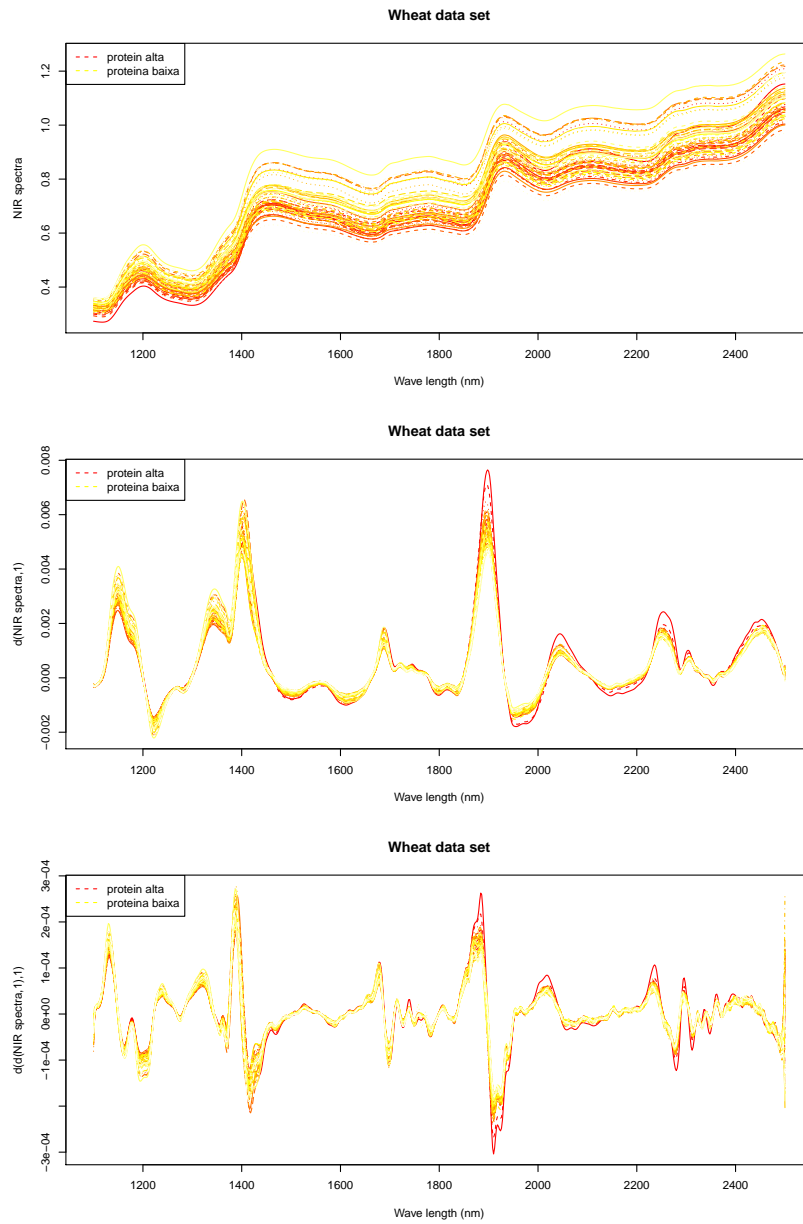 Wheat data set
protein alta
proteina baixa
NIR spectra
0.4 0.6 0.8 1.0 1.2
1200 1400 1600 1800 2000 2200 2400
Wave length (nm)
Wheat data set
protein alta
proteina baixa
d(NIR spectra,1)
−0.002 0.000 0.002 0.004 0.006 0.008
1200 1400 1600 1800 2000 2200 2400
Wave length (nm)
Wheat data set
protein alta
proteina baixa
d(d(NIR spectra,1),1)
−3e−04 −1e−04 0e+00 1e−04 2e−04 3e−04
1200 1400 1600 1800 2000 2200 2400
Wave length (nm)